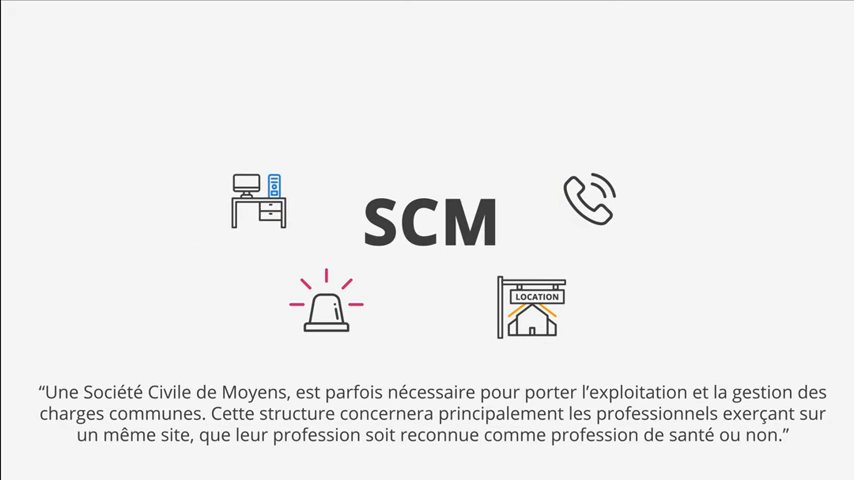 SCM
LOCATION
“Une Société Civile de Moyens, est parfois nécessaire pour porter l’exploitation et la gestion des
charges communes. Cette structure concernera principalement les professionnels exerçant sur
un même site, que leur profession soit reconnue comme profession de santé ou non.”